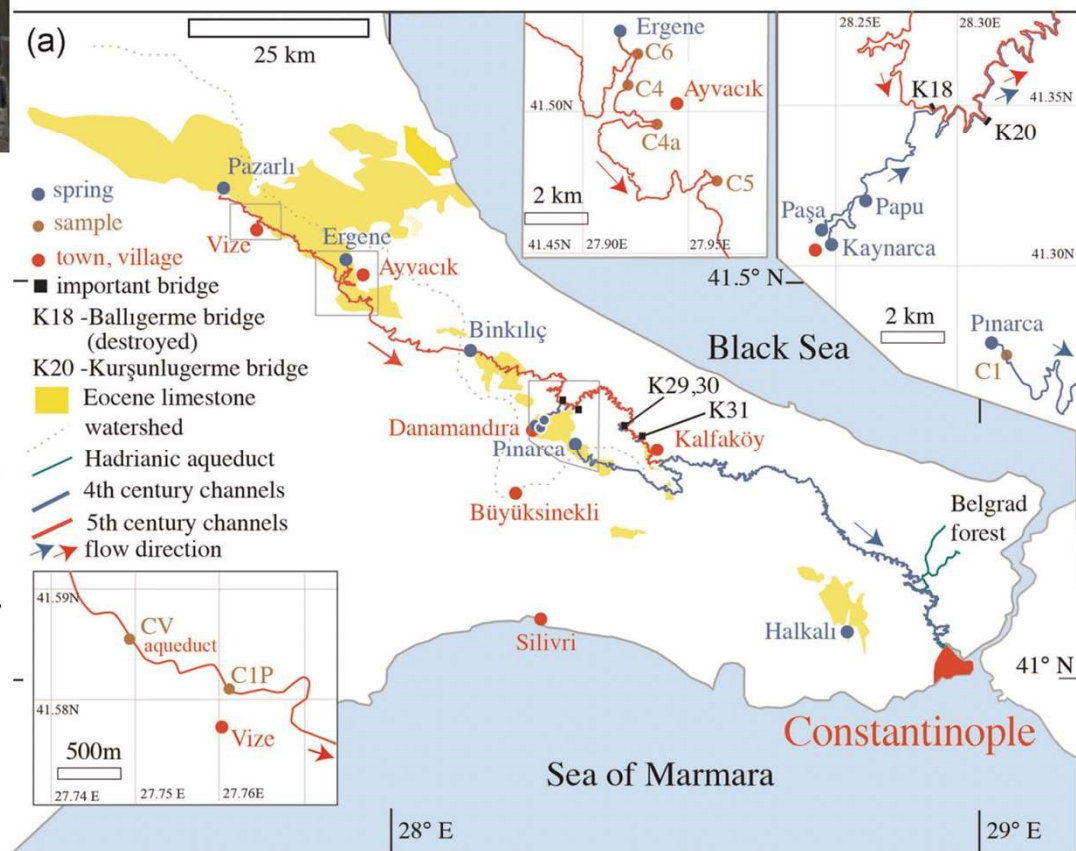 (a)
25 km
Pazarlı
spring
sample
town, village
important bridge
K18 -Ballıgerme bridge
(destroyed)
K20 -Kurşunlugerme bridge
Eocene limestone
watershed
Hadrianic aqueduct
4th century channels
5th century channels
flow direction
Vize
Ergene
Ayvacık
Binkılıç
Danamandıra
Pınarca
Büyüksinekli
K29,30
K31
Kalfaköy
Black Sea
41.5° N
Belgrad
forest
Halkalı
Silivri
41° N
Constantinople
Sea of Marmara
28° E
29° E
Ergene
C6
C4
Ayvacık
41.50N
C4a
C5
2 km
41.45N
27.90E
27.95E
28.25E
28.30E
K18
41.35N
K20
Papu
Paşa
Kaynarca
41.30N
2 km
Pınarca
C1
41.59N
CV
aqueduct
C1P
41.58N
Vize
500m
27.74 E
27.75 E
27.76E